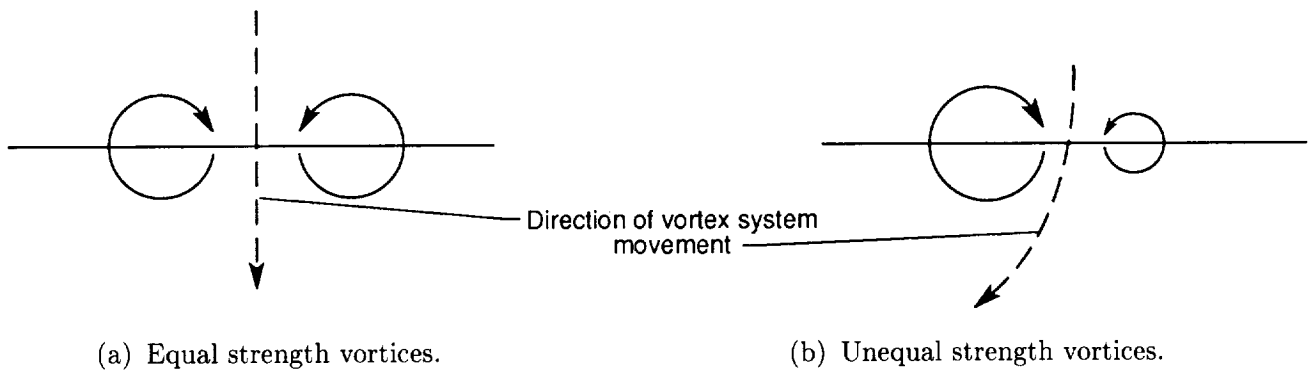 Direction of vortex system
movement
(a) Equal strength vortices.
(b) Unequal strength vortices.